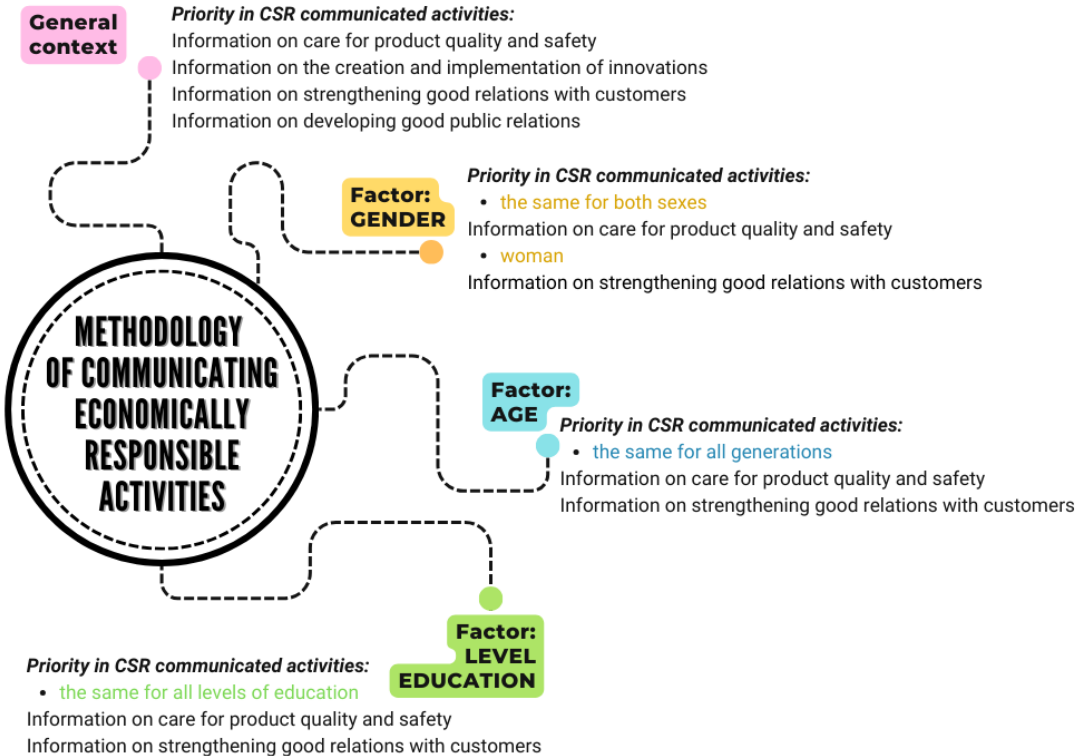 General
context
Priority in CSR communicated activities:
Information on care for product quality and safety
Information on the creation and implementation of innovations
Information on strengthening good relations with customers
Information on developing good public relations
Factor:
GENDER
Priority in CSR communicated activities:
• the same for both sexes
Information on care for product quality and safety
• woman
Information on strengthening good relations with customers
METHODOLOGY
OF COMMUNICATING
ECONOMICALLY
RESPONSIBLE
ACTIVITIES
Factor:
AGE
Priority in CSR communicated activities:
• the same for all generations
Information on care for product quality and safety
Information on strengthening good relations with customers
Factor:
LEVEL
EDUCATION
Priority in CSR communicated activities:
• the same for all levels of education
Information on care for product quality and safety
Information on strengthening good relations with customers